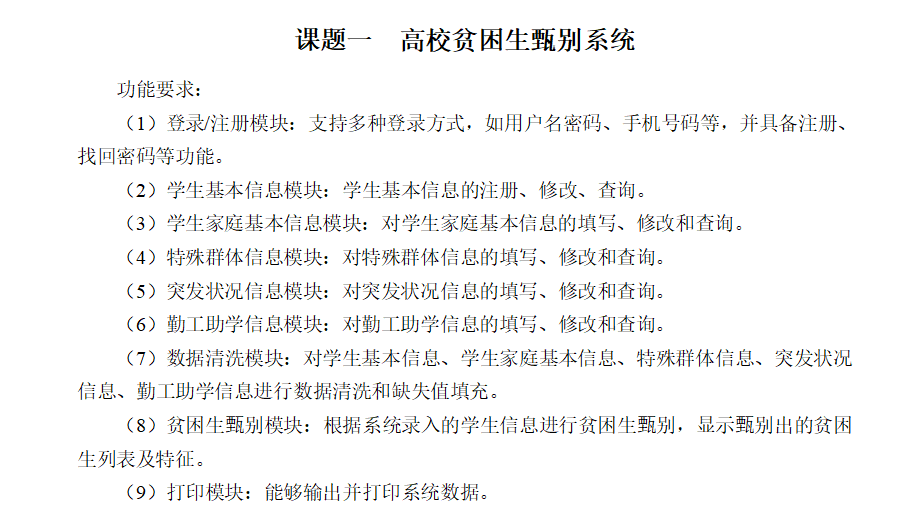 课题一　高校贫困生甄别系统
功能要求：
（1）登录/注册模块：支持多种登录方式，如用户名密码、手机号码等，并具备注册、
找回密码等功能。
（2）学生基本信息模块：学生基本信息的注册、修改、查询。
（3）学生家庭基本信息模块：对学生家庭基本信息的填写、修改和查询。
（4）特殊群体信息模块：对特殊群体信息的填写、修改和查询。
（5）突发状况信息模块：对突发状况信息的填写、修改和查询。
（6）勤工助学信息模块：对勤工助学信息的填写、修改和查询。
（7）数据清洗模块：对学生基本信息、学生家庭基本信息、特殊群体信息、突发状况
信息、勤工助学信息进行数据清洗和缺失值填充。
（8）贫困生甄别模块：根据系统录入的学生信息进行贫困生甄别，显示甄别出的贫困
生列表及特征。
（9）打印模块：能够输出并打印系统数据。